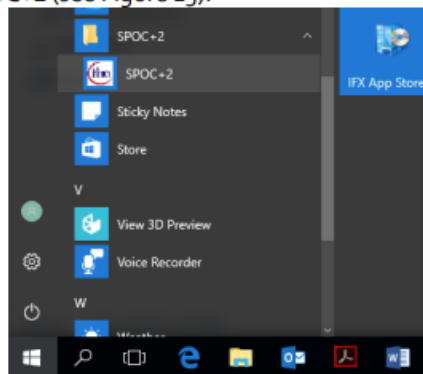 SPOC+2
SPOC+2
Sticky Notes
Store
V
View 3D Preview
Voice Recorder
W
IFX App Store